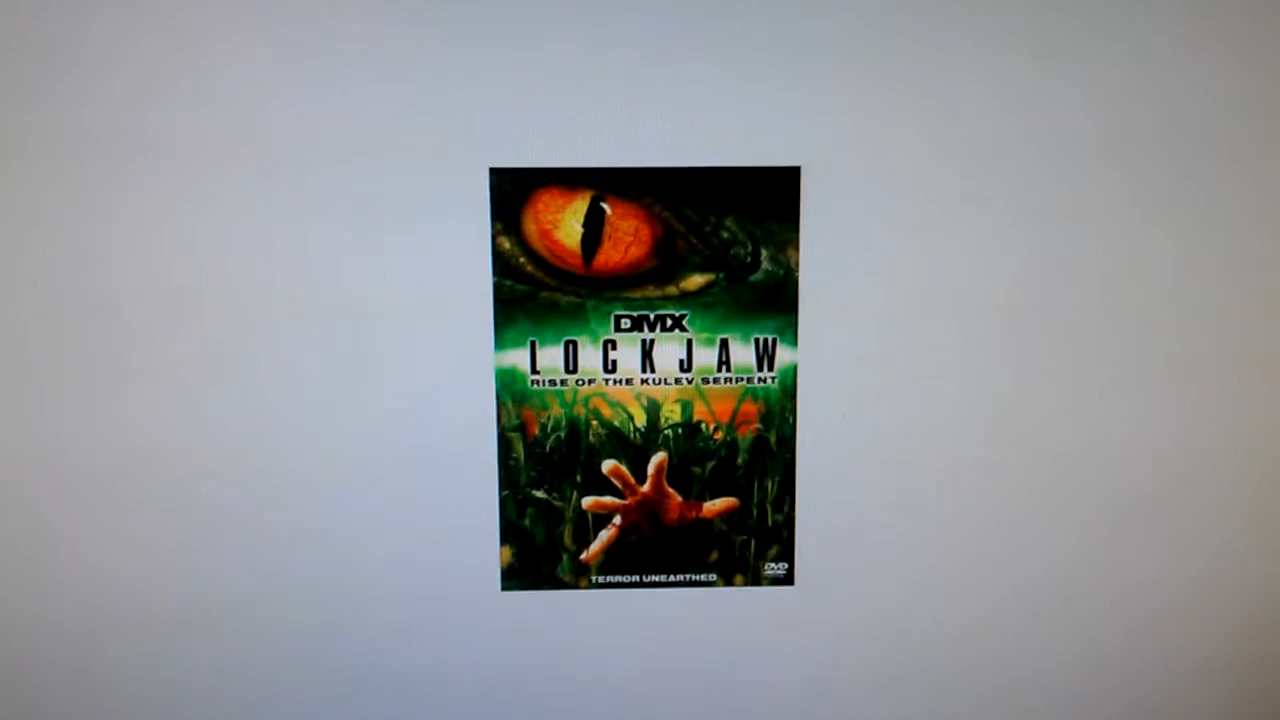 DMX
LOCKJAW
RISE OF THE KULEV SERPENT
TERROR UNEARTHED
DVD